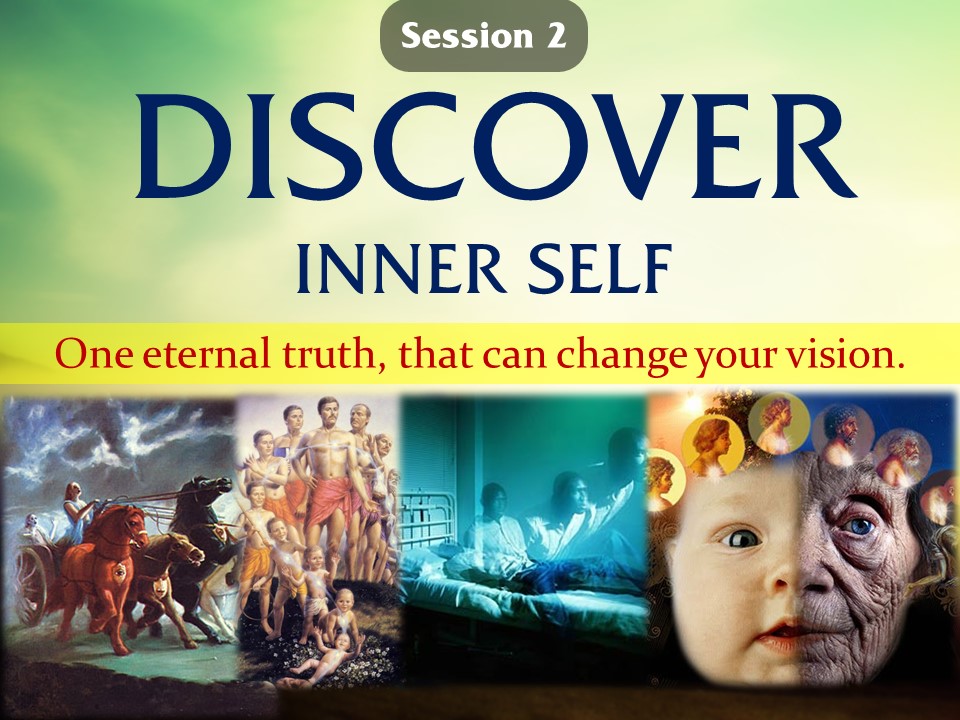 Session 2
DISCOVER
INNER SELF
One eternal truth, that can change your vision.